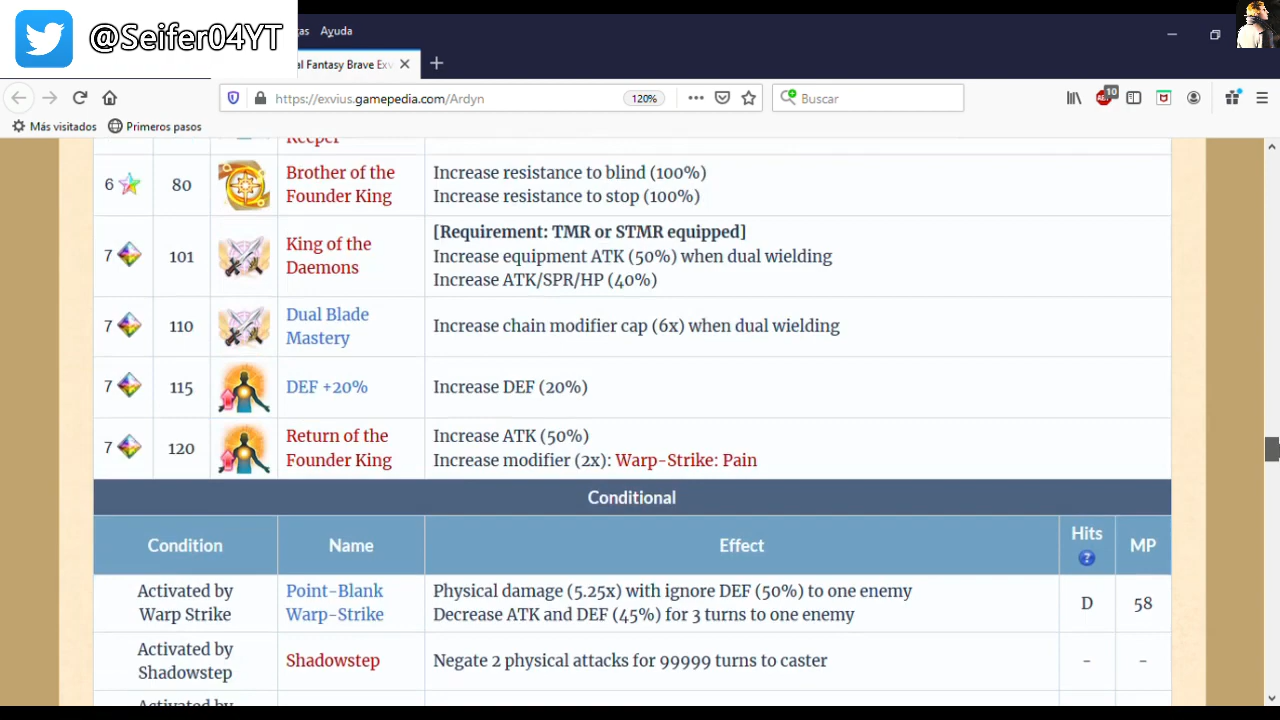 @Seifer04YT
as Ayuda
al Fantasy Brave Exv
https://exvius.gamepedia.com/Ardyn
120%
Buscar
10
Más visitados
Primeros pasos
Keeper
6
80
Brother of the
Founder King
Increase resistance to blind (100%)
Increase resistance to stop (100%)
7
101
King of the
Daemons
[Requirement: TMR or STMR equipped]
Increase equipment ATK (50%) when dual wielding
Increase ATK/SPR/HP (40%)
7
110
Dual Blade
Mastery
Increase chain modifier cap (6x) when dual wielding
7
115
DEF +20%
Increase DEF (20%)
7
120
Return of the
Founder King
Increase ATK (50%)
Increase modifier (2x): Warp-Strike: Pain
Conditional
Condition
Name
Effect
Hits
?
MP
Activated by
Warp Strike
Point-Blank
Warp-Strike
Physical damage (5.25x) with ignore DEF (50%) to one enemy
Decrease ATK and DEF (45%) for 3 turns to one enemy
D
58
Activated by
Shadowstep
Shadowstep
Negate 2 physical attacks for 99999 turns to caster
-
-
Activated by